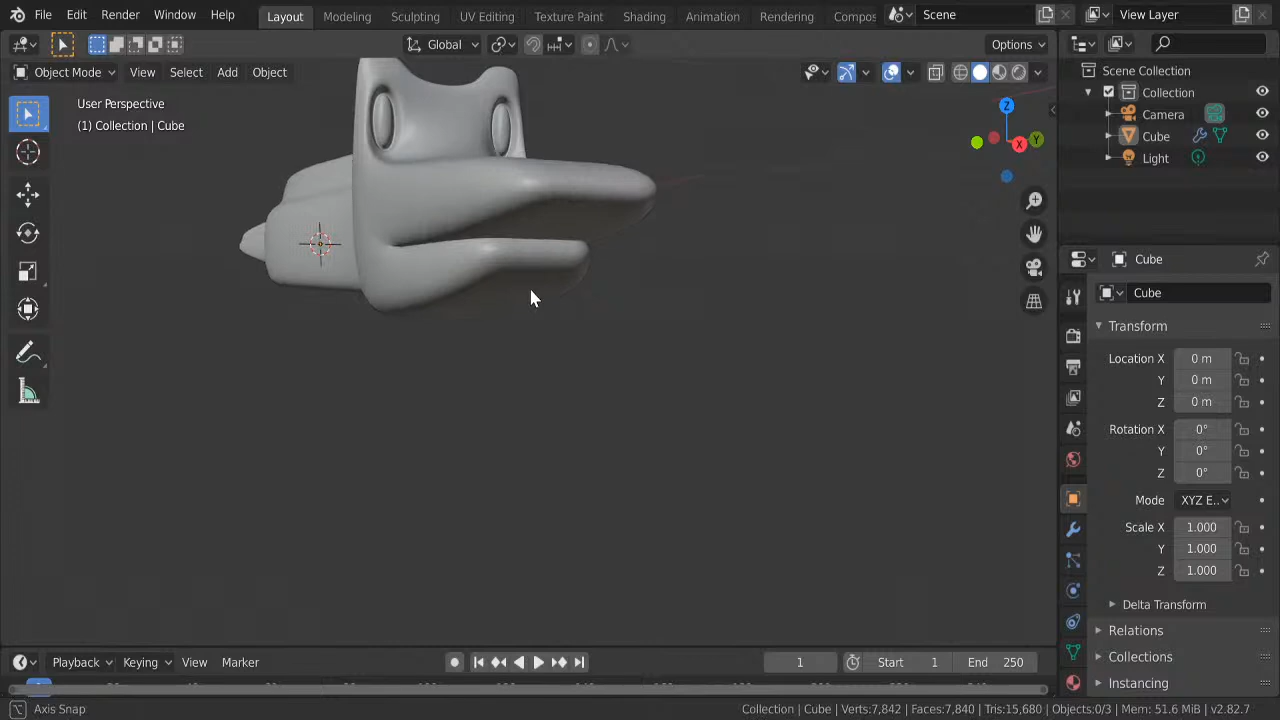 File Edit Render Window Help Layout Modeling Sculpting UV Editing Texture Paint Shading Animation Rendering Compos Scene View Layer
Global Options
Object Mode View Select Add Object
User Perspective
(1) Collection | Cube
Z
Y
X
Scene Collection
Collection
Camera
Cube
Light
Cube
Cube
Transform
Location X 0 m
Y 0 m
Z 0 m
Rotation X 0°
Y 0°
Z 0°
Mode XYZ E..
Scale X 1.000
Y 1.000
Z 1.000
Delta Transform
Relations
Collections
Instancing
Playback Keying View Marker 1 Start 1 End 250
Axis Snap Collection | Cube | Verts:7,842 | Faces:7,840 | Tris:15,680 | Objects:0/3 | Mem: 51.6 MiB | v2.82.7